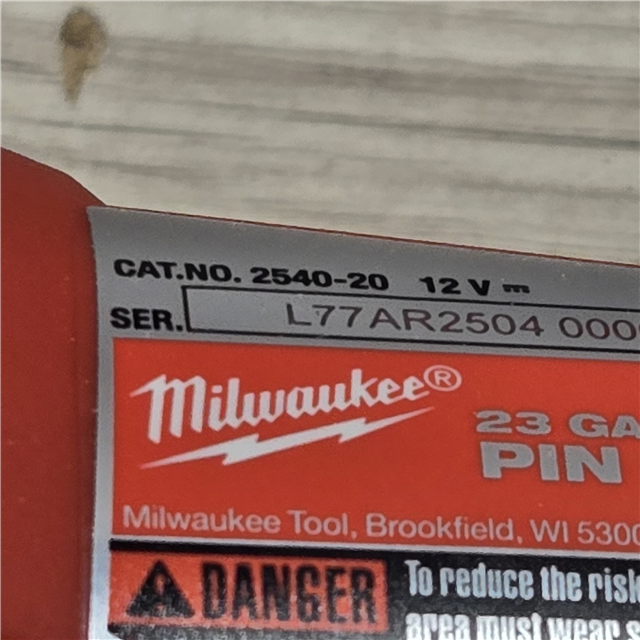 CAT.NO. 2540-20 12 V ⎓
SER. L77AR2504 000
Milwaukee®
23 GA
PIN
Milwaukee Tool, Brookfield, WI 5300
DANGER
To reduce the risk
area must wear s